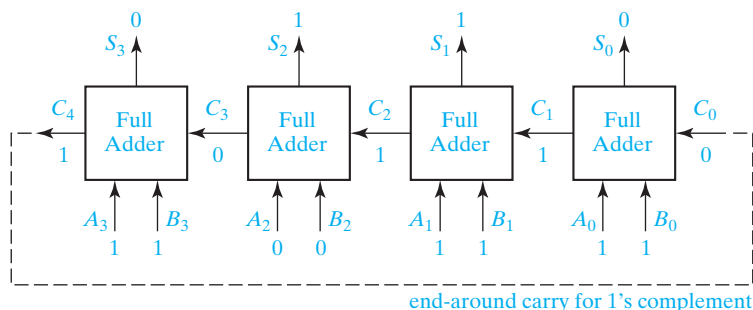 0 1 1 0
S₃ S₂ S₁ S₀
C₄ Full Adder C₃ Full Adder C₂ Full Adder C₁ Full Adder C₀
1 0 1 1 0
A₃ B₃ A₂ B₂ A₁ B₁ A₀ B₀
1 1 0 0 1 1 1 1
end-around carry for 1's complement